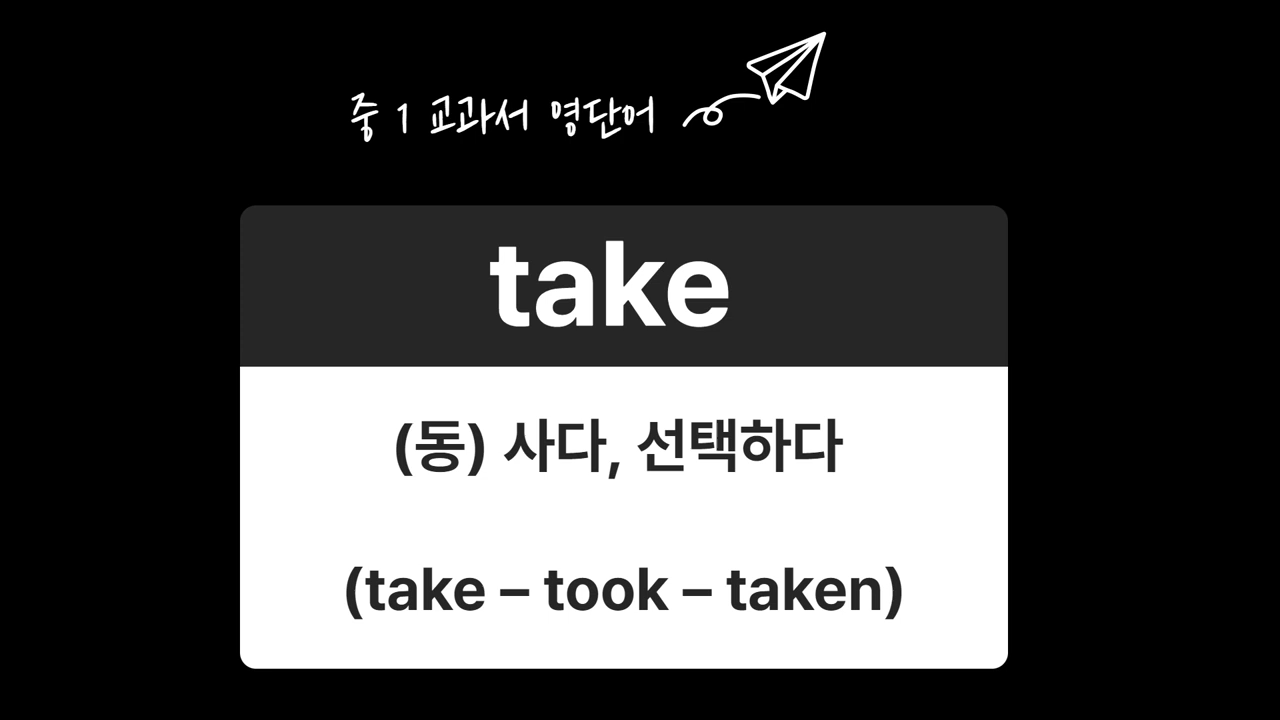 중 1 교과서 영단어
take
(동) 사다, 선택하다
(take – took – taken)